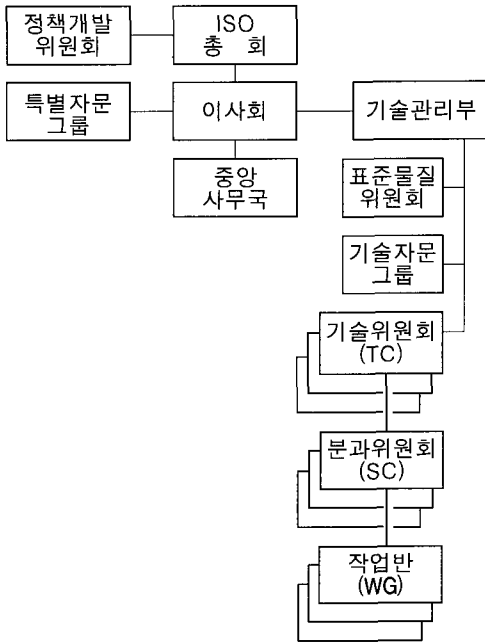 정책개발
위원회
ISO
총 회
특별자문
그룹
이사회
기술관리부
중앙
사무국
표준물질
위원회
기술자문
그룹
기술위원회
(TC)
분과위원회
(SC)
작업반
(WG)